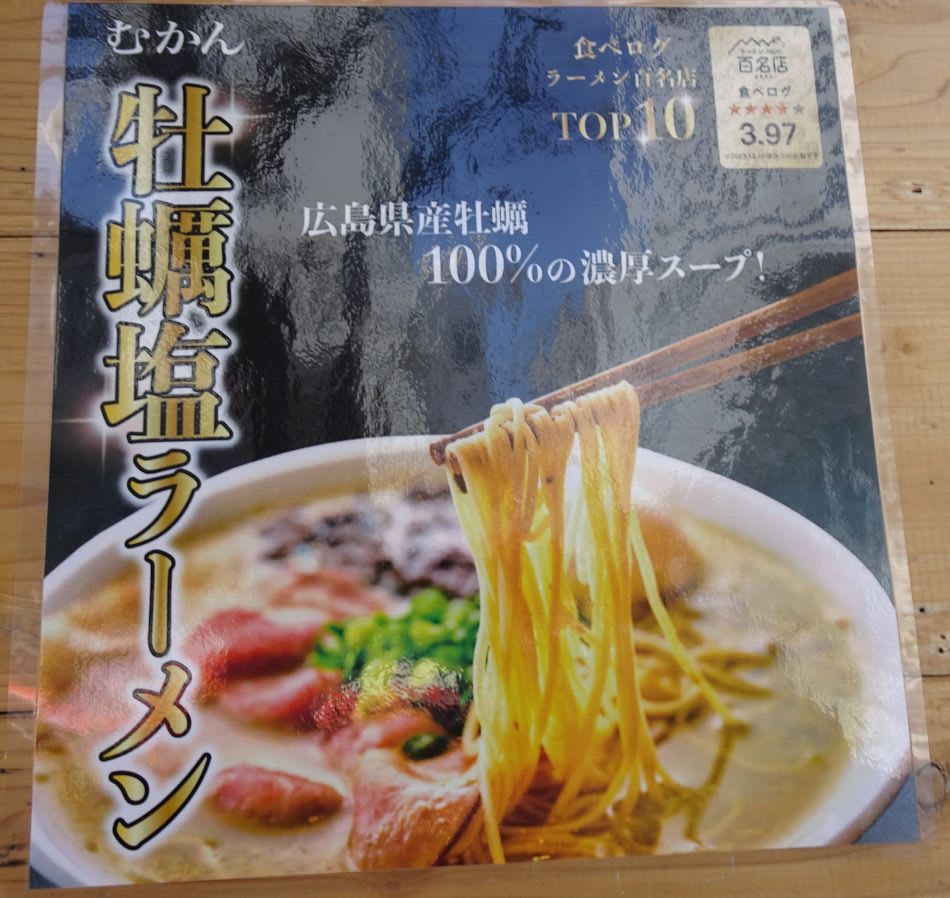 むかん
牡蠣塩ラーメン
食べログ
ラーメン百名店
TOP 10
百名店
食べログ
3.97
広島県産牡蠣
100%の濃厚スープ!